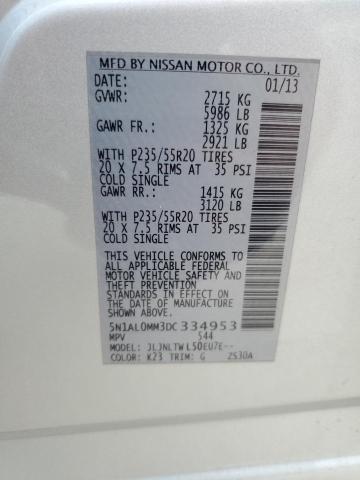 MFD BY NISSAN MOTOR CO., LTD.
DATE: 01/13
GVWR: 2715 KG
5986 LB
GAWR FR.: 1325 KG
2921 LB
WITH P235/55R20 TIRES
20 X 7.5 RIMS AT 35 PSI
COLD SINGLE
GAWR RR.: 1415 KG
3120 LB
WITH P235/55R20 TIRES
20 X 7.5 RIMS AT 35 PSI
COLD SINGLE
THIS VEHICLE CONFORMS TO
ALL APPLICABLE FEDERAL
MOTOR VEHICLE SAFETY AND
THEFT PREVENTION
STANDARDS IN EFFECT ON
THE DATE OF MANUFACTURE
SHOWN ABOVE.
5N1AL0MM3DC334953
MPV 544
MODEL: JLJNLTWL50EU7E--
COLOR: K23 TRIM: G 2S30A